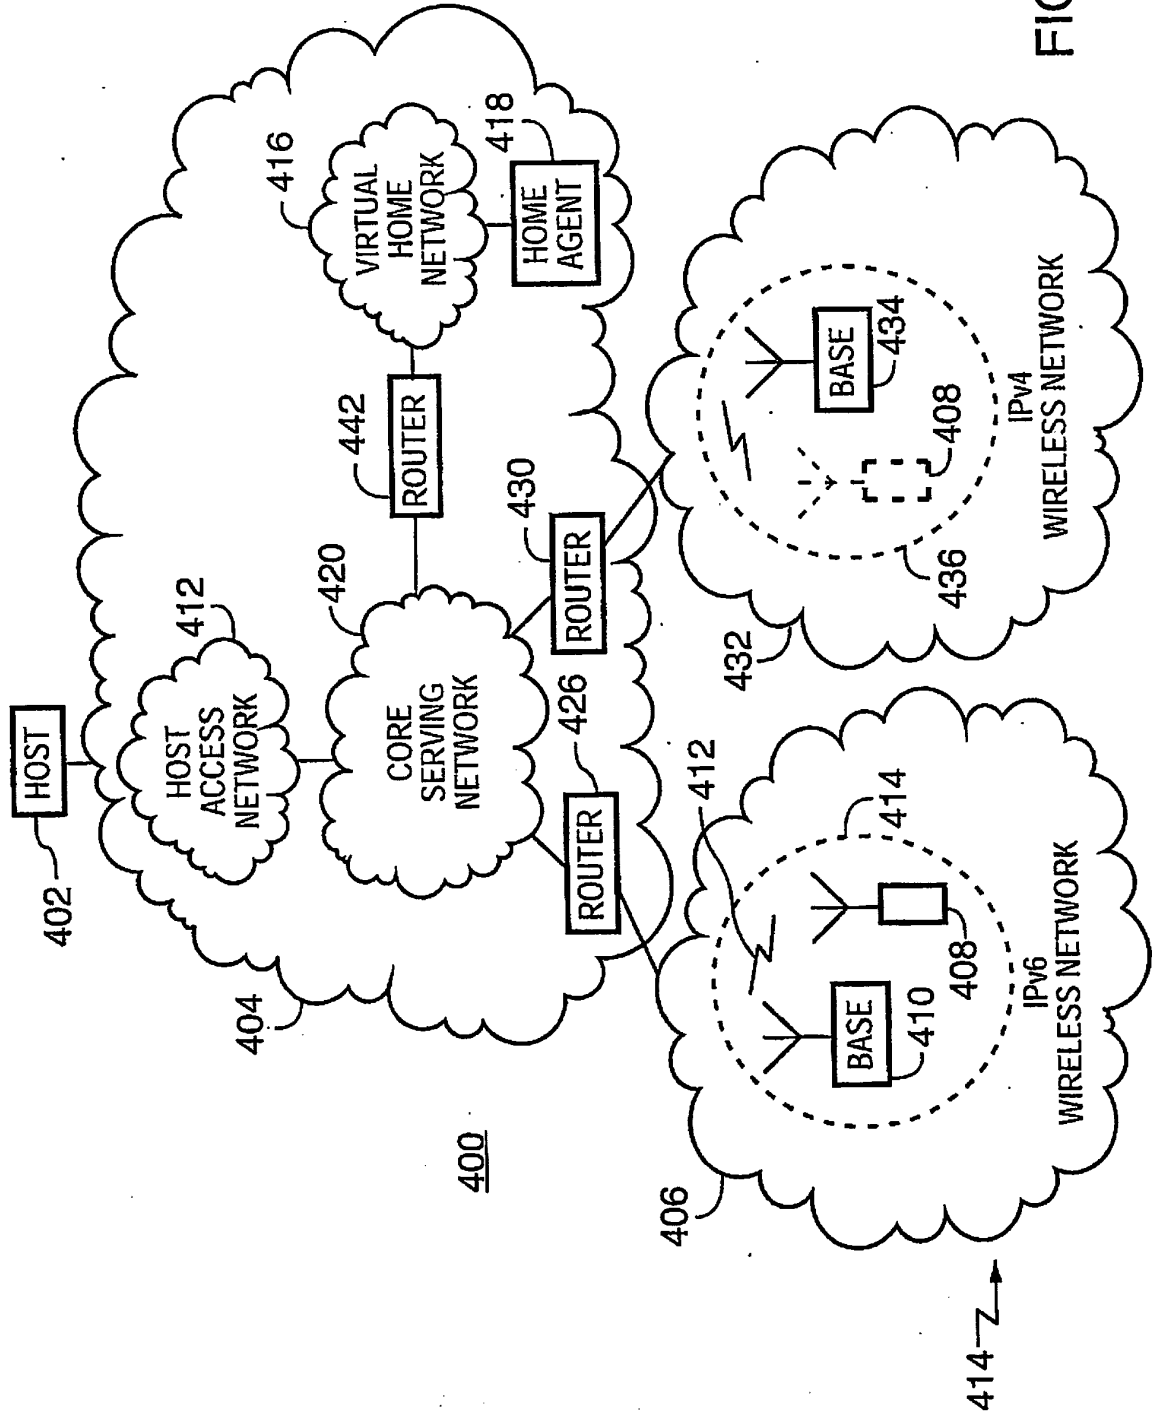 FIG
HOST
402
404
HOST
ACCESS
NETWORK
412
CORE
SERVING
NETWORK
420
ROUTER
442
VIRTUAL
HOME
NETWORK
416
HOME
AGENT
418
ROUTER
426
ROUTER
430
400
406
BASE
410
412
408
414
IPv6
WIRELESS NETWORK
414
432
BASE
434
408
436
IPv4
WIRELESS NETWORK